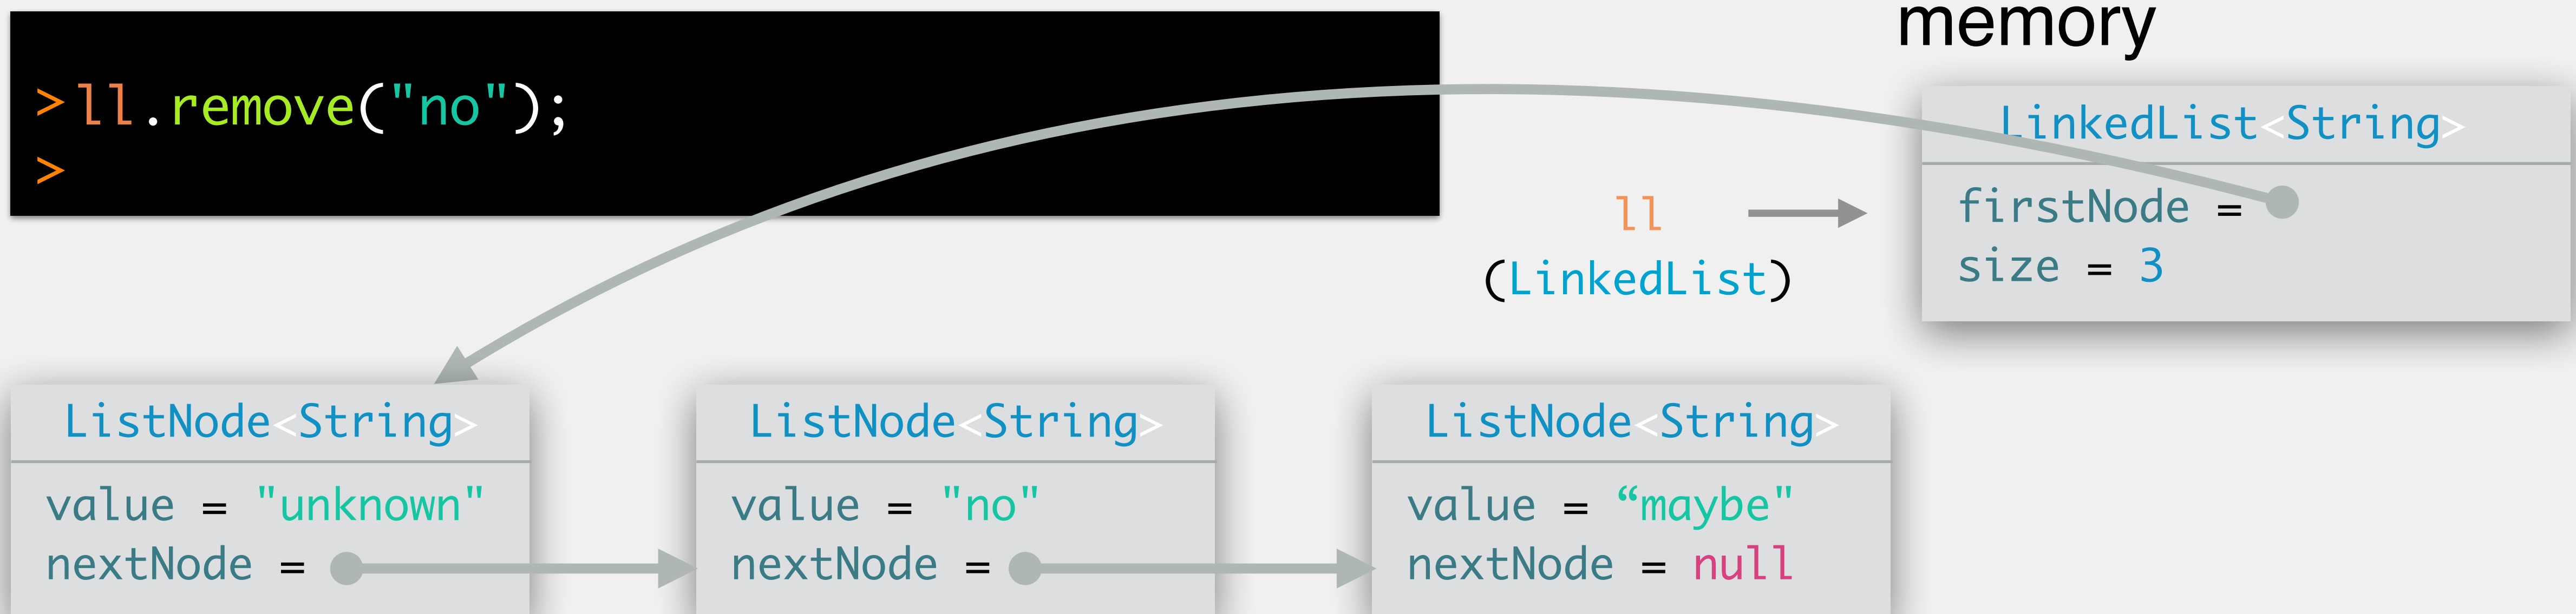 memory
>ll.remove("no");
>
LinkedList<String>
firstNode =
size = 3
ll
(LinkedList)
ListNode<String>
value = "unknown"
nextNode =
ListNode<String>
value = "no"
nextNode =
ListNode<String>
value = “maybe"
nextNode = null